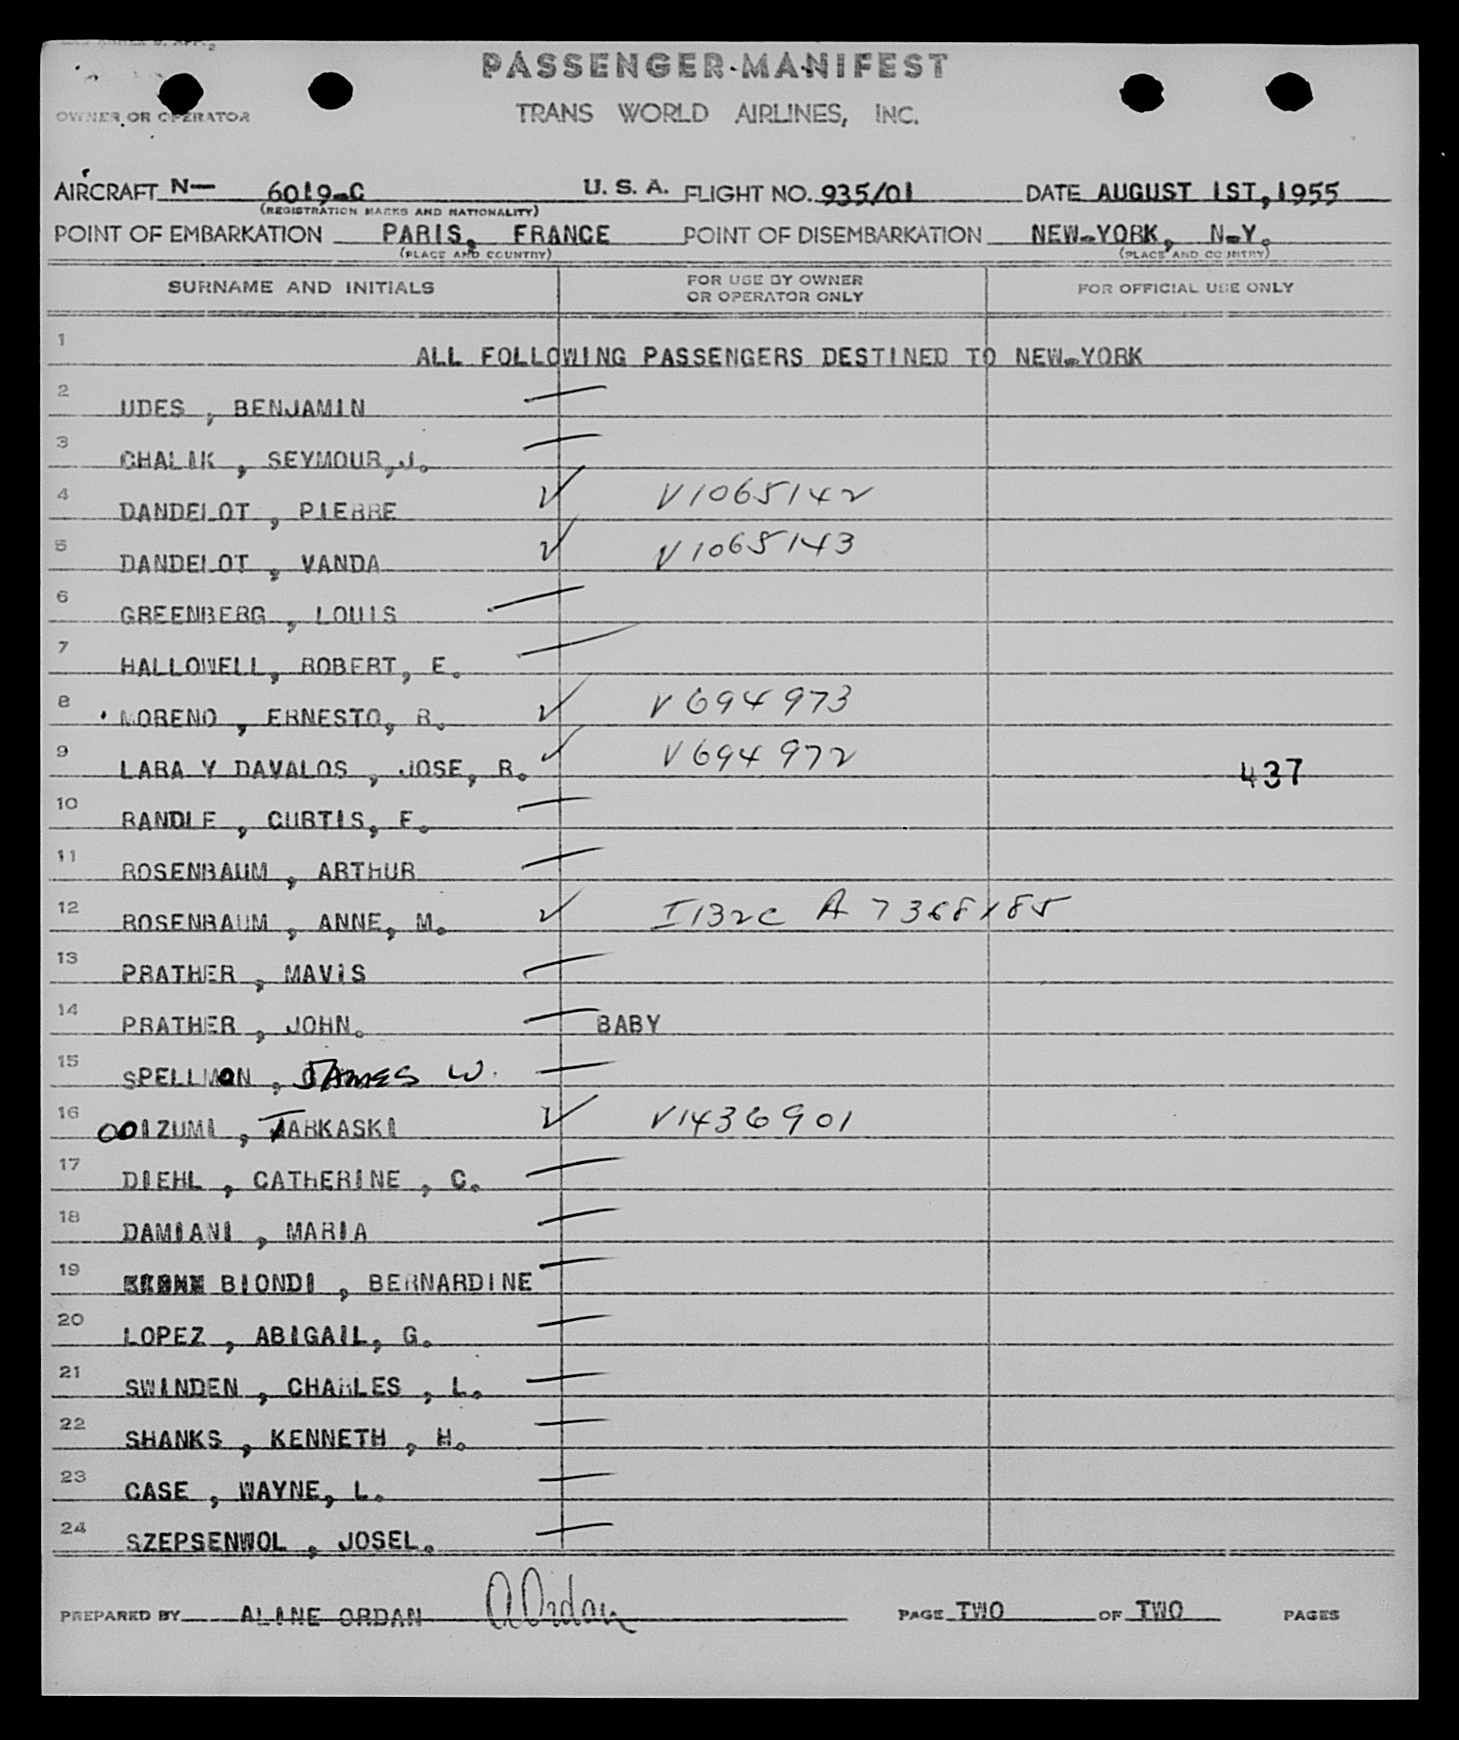 PASSENGER-MANIFEST
OWNER OR OPERATOR TRANS WORLD AIRLINES, INC.
AIRCRAFT N— 6019-C U. S. A. FLIGHT NO. 935/01 DATE AUGUST 1ST, 1955
(REGISTRATION MARKS AND NATIONALITY)
POINT OF EMBARKATION PARIS, FRANCE POINT OF DISEMBARKATION NEW-YORK, N-Y.
(PLACE AND COUNTRY) (PLACE AND COUNTRY)
SURNAME AND INITIALS FOR USE BY OWNER OR OPERATOR ONLY FOR OFFICIAL USE ONLY
1 ALL FOLLOWING PASSENGERS DESTINED TO NEW-YORK
2 UDES, BENJAMIN —
3 CHALIK, SEYMOUR, J. —
4 DANDELOT, PIERRE ✓ V1065142
5 DANDELOT, VANDA ✓ V1065143
6 GREENBERG, LOUIS —
7 HALLOWELL, ROBERT, E. —
8 MORENO, ERNESTO, R. ✓ V694973
9 LARA Y DAVALOS, JOSE, R. ✓ V694972 437
10 RANDLE, CURTIS, F. —
11 ROSENBAUM, ARTHUR —
12 ROSENBAUM, ANNE, M. ✓ I132C A7368185
13 PRATHER, MAVIS —
14 PRATHER, JOHN. — BABY
15 SPELLMON, JAMES W. —
16 OOIZUMI, TARKASKI ✓ V1436901
17 DIEHL, CATHERINE, C. —
18 DAMIANI, MARIA —
19 BIONDI, BERNARDINE —
20 LOPEZ, ABIGAIL, G. —
21 SWINDEN, CHARLES, L. —
22 SHANKS, KENNETH, H. —
23 CASE, WAYNE, L. —
24 SZEPSENWOL, JOSEL. —
PREPARED BY ALINE ORDAN A Ordan PAGE TWO OF TWO PAGES